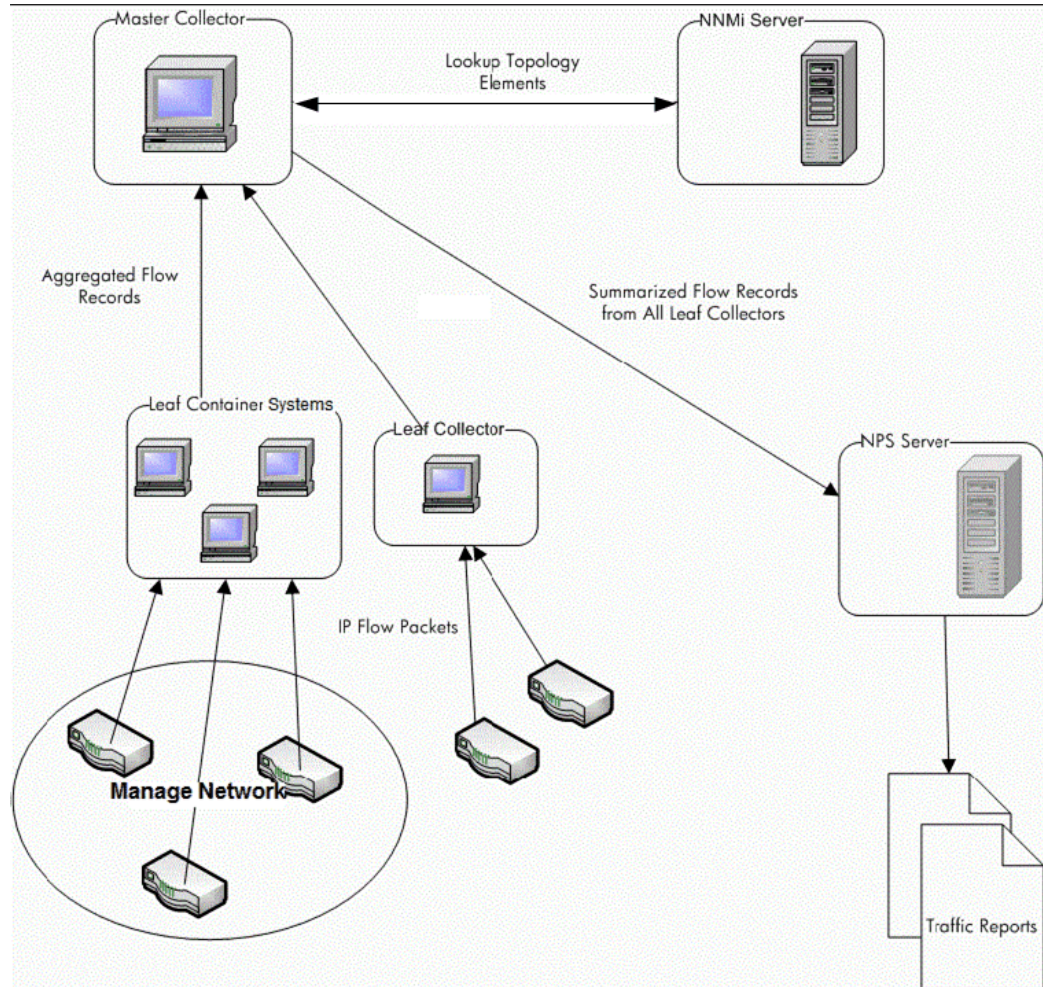 Master Collector
NNMi Server
Lookup Topology
Elements
Aggregated Flow
Records
Summarized Flow Records
from All Leaf Collectors
Leaf Container Systems
Leaf Collector
NPS Server
IP Flow Packets
Manage Network
Traffic Reports